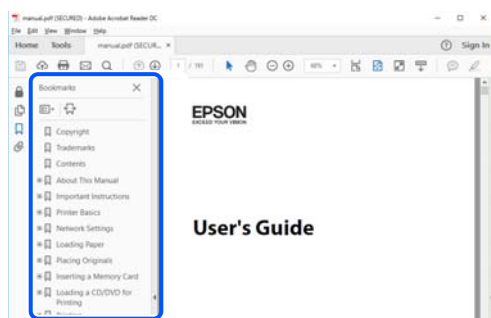 manual.pdf (SECURED) - Adobe Acrobat Reader DC
File Edit View Window Help
Home Tools manual.pdf (SECUR... × Sign In
1 / 191
Bookmarks
Copyright
Trademarks
Contents
About This Manual
Important Instructions
Printer Basics
Network Settings
Loading Paper
Placing Originals
Inserting a Memory Card
Loading a CD/DVD for
Printing
EPSON
EXCEED YOUR VISION
User's Guide